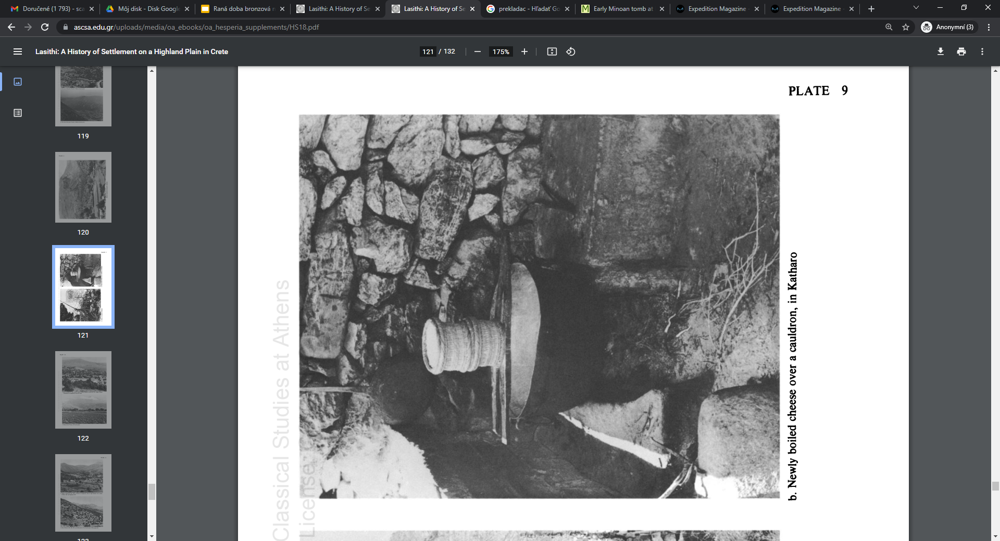 Doručené (1 793) - sca
Môj disk - Disk Google
Raná doba bronzová n
Lasithi: A History of Se
Lasithi: A History of Se
prekladac - Hľadať Go
Early Minoan tomb at
Expedition Magazine -
Expedition Magazine -
ascsa.edu.gr/uploads/media/oa_ebooks/oa_hesperia_supplements/HS18.pdf
Anonymní (3)
Lasithi: A History of Settlement on a Highland Plain in Crete
121 / 132
175%
119
120
121
122
PLATE 9
b. Newly boiled cheese over a cauldron, in Katharo
Classical Studies at Athens
License